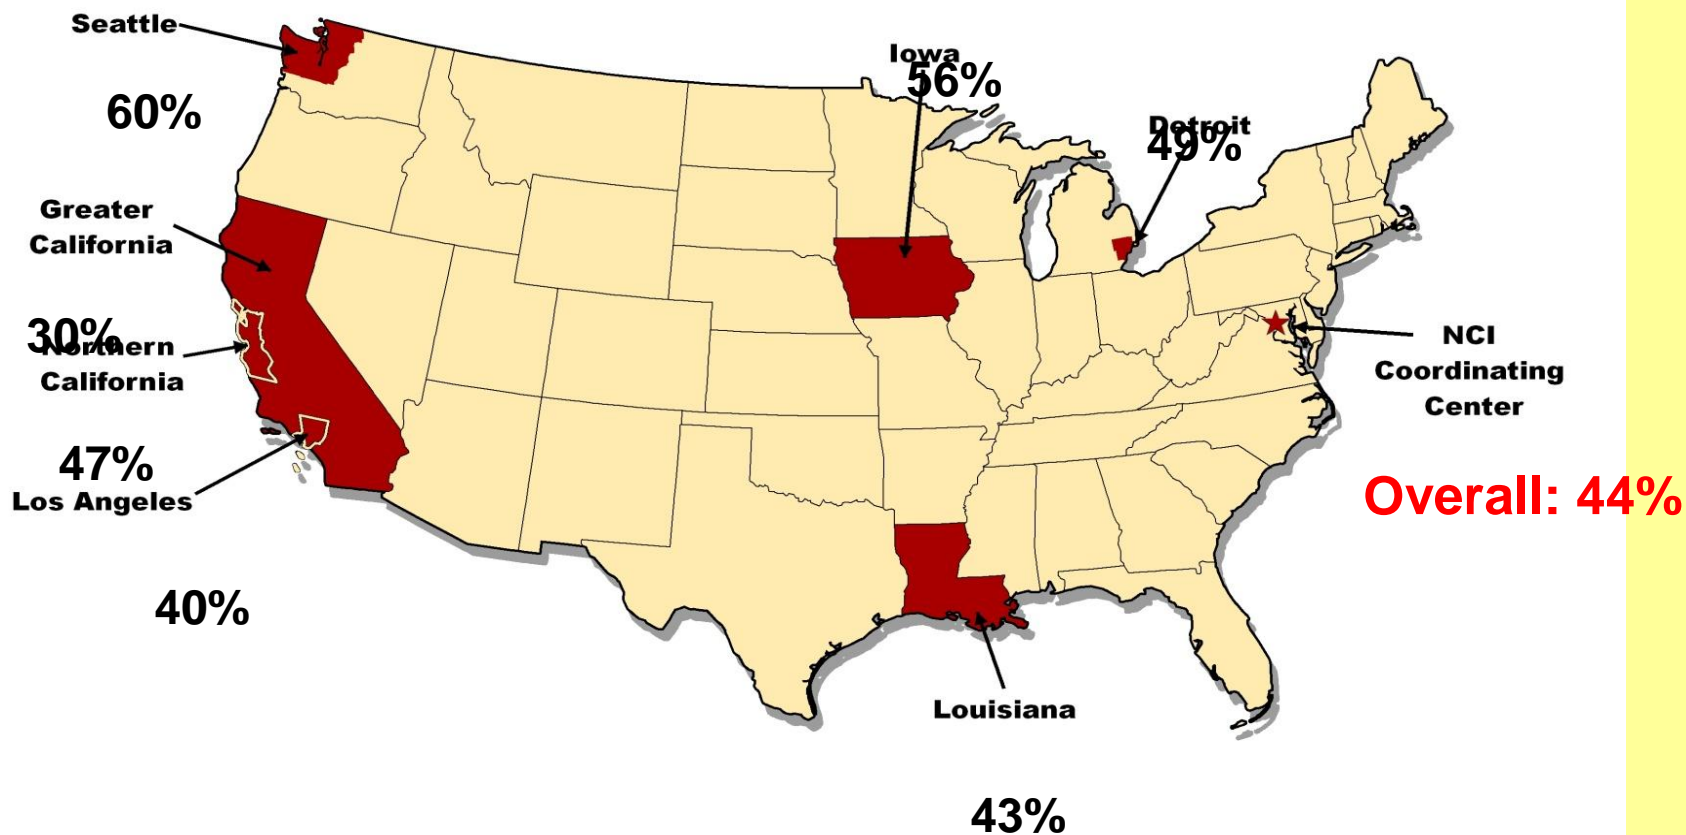 Seattle
60%
Iowa
56%
Detroit
49%
Greater
California
30%
Northern
California
47%
Los Angeles
40%
NCI
Coordinating
Center
Overall: 44%
Louisiana
43%